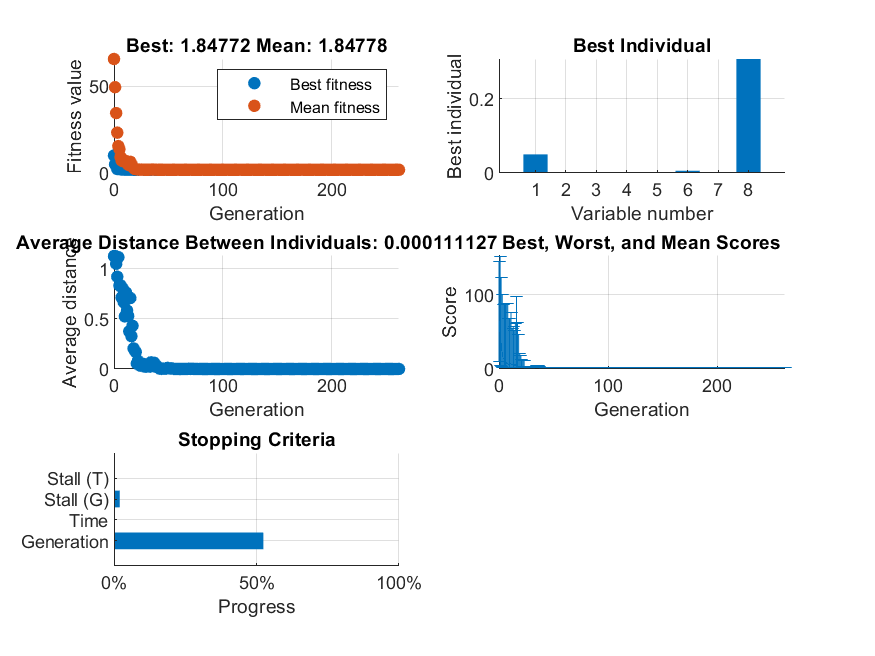 Best: 1.84772 Mean: 1.84778
Fitness value
50
0
Best fitness
Mean fitness
0 100 200
Generation
Best Individual
Best individual
0.2
0
1 2 3 4 5 6 7 8
Variable number
Average Distance Between Individuals: 0.000111127
Average distance
1
0.5
0
0 100 200
Generation
Best, Worst, and Mean Scores
Score
100
0
0 100 200
Generation
Stopping Criteria
Stall (T)
Stall (G)
Time
Generation
0% 50% 100%
Progress